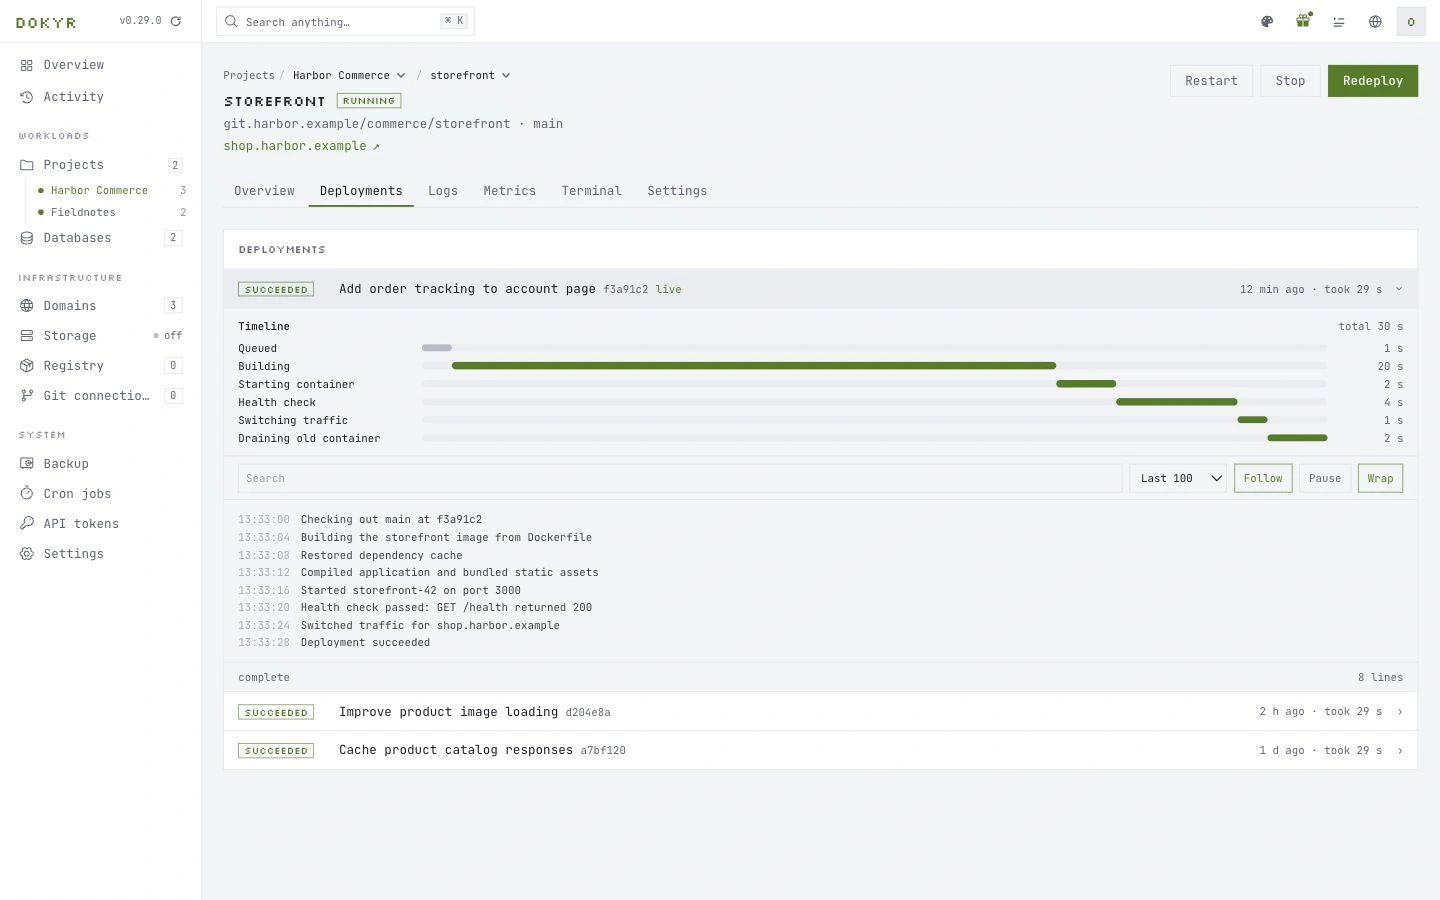 DOKYR v0.29.0
Search anything… ⌘ K
O
Overview
Activity
WORKLOADS
Projects 2
Harbor Commerce 3
Fieldnotes 2
Databases 2
INFRASTRUCTURE
Domains 3
Storage off
Registry 0
Git connectio… 0
SYSTEM
Backup
Cron jobs
API tokens
Settings
Projects / Harbor Commerce / storefront
STOREFRONT RUNNING
git.harbor.example/commerce/storefront · main
shop.harbor.example ↗
Restart Stop Redeploy
Overview Deployments Logs Metrics Terminal Settings
DEPLOYMENTS
SUCCEEDED Add order tracking to account page f3a91c2 live 12 min ago · took 29 s
Timeline total 30 s
Queued 1 s
Building 20 s
Starting container 2 s
Health check 4 s
Switching traffic 1 s
Draining old container 2 s
Search Last 100 Follow Pause Wrap
13:33:00 Checking out main at f3a91c2
13:33:04 Building the storefront image from Dockerfile
13:33:08 Restored dependency cache
13:33:12 Compiled application and bundled static assets
13:33:16 Started storefront-42 on port 3000
13:33:20 Health check passed: GET /health returned 200
13:33:24 Switched traffic for shop.harbor.example
13:33:28 Deployment succeeded
complete 8 lines
SUCCEEDED Improve product image loading d204e8a 2 h ago · took 29 s ›
SUCCEEDED Cache product catalog responses a7bf120 1 d ago · took 29 s ›